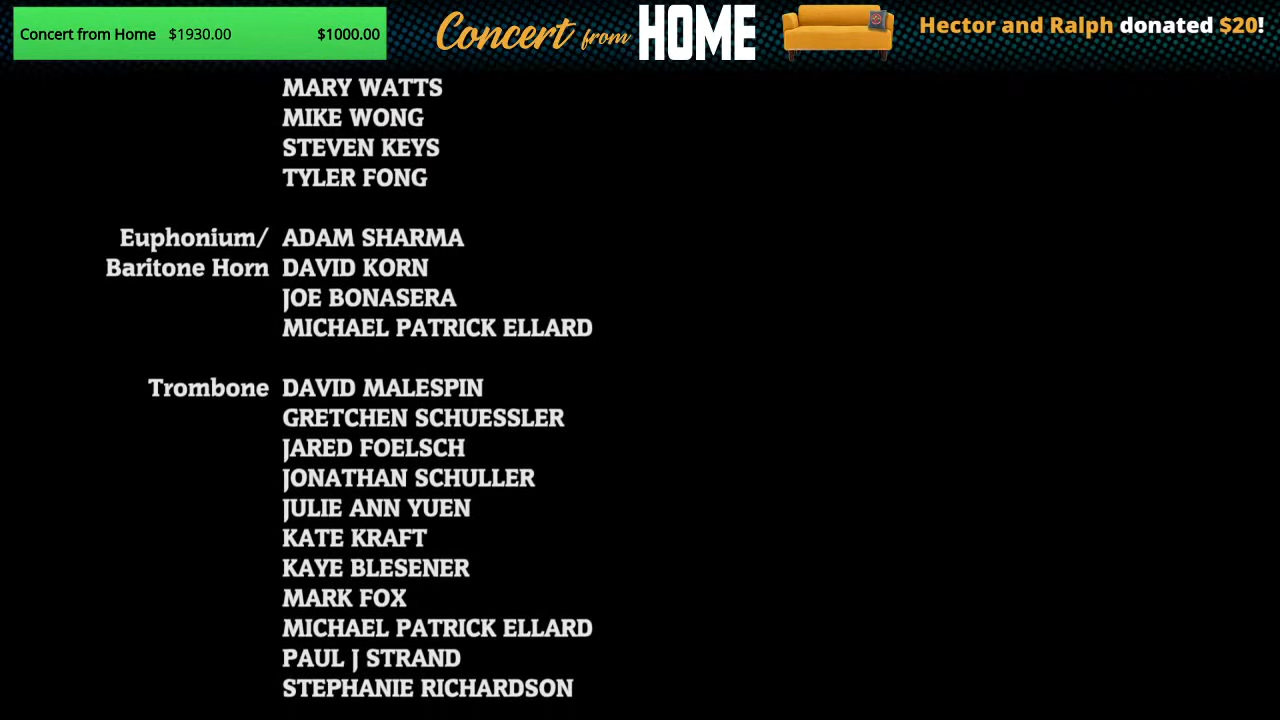 Concert from Home $1930.00 $1000.00
Concert from HOME
Hector and Ralph donated $20!
MARY WATTS
MIKE WONG
STEVEN KEYS
TYLER FONG
Euphonium/ ADAM SHARMA
Baritone Horn DAVID KORN
JOE BONASERA
MICHAEL PATRICK ELLARD
Trombone DAVID MALESPIN
GRETCHEN SCHUESSLER
JARED FOELSCH
JONATHAN SCHULLER
JULIE ANN YUEN
KATE KRAFT
KAYE BLESENER
MARK FOX
MICHAEL PATRICK ELLARD
PAUL J STRAND
STEPHANIE RICHARDSON